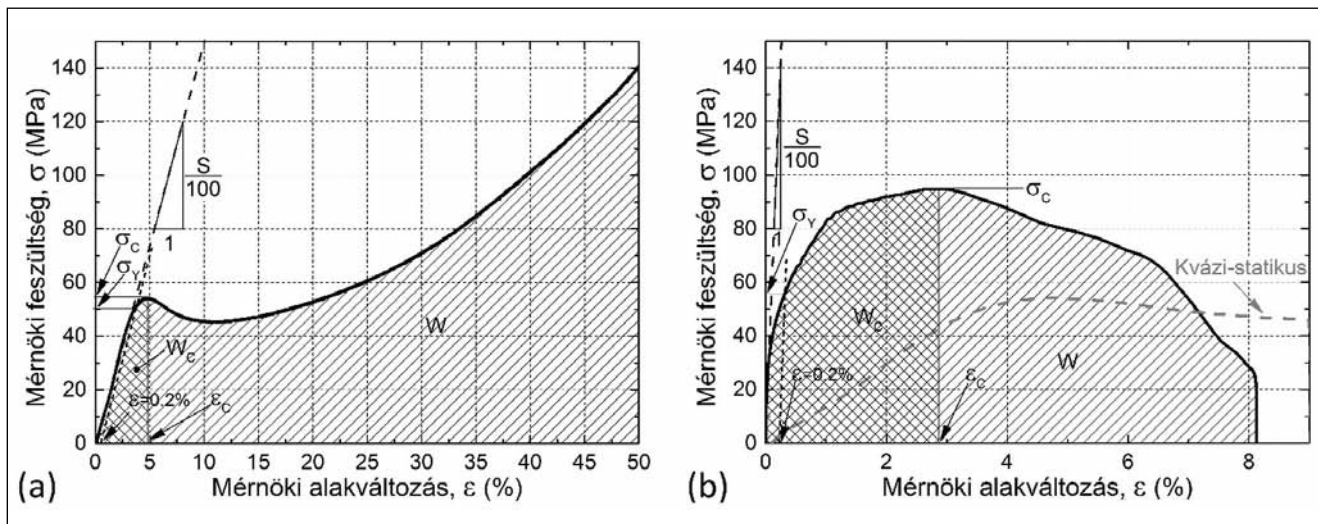 140
120
100
80
60
40
20
0
Mérnöki feszültség, σ (MPa)
σC
σY
S
100
1
WC
W
ε=0.2%
εC
0 5 10 15 20 25 30 35 40 45 50
Mérnöki alakváltozás, ε (%)
(a)
140
120
100
80
60
40
20
0
Mérnöki feszültség, σ (MPa)
S
100
1
σY
σC
Kvázi-statikus
WC
W
ε=0.2%
εC
0 2 4 6 8
Mérnöki alakváltozás, ε (%)
(b)